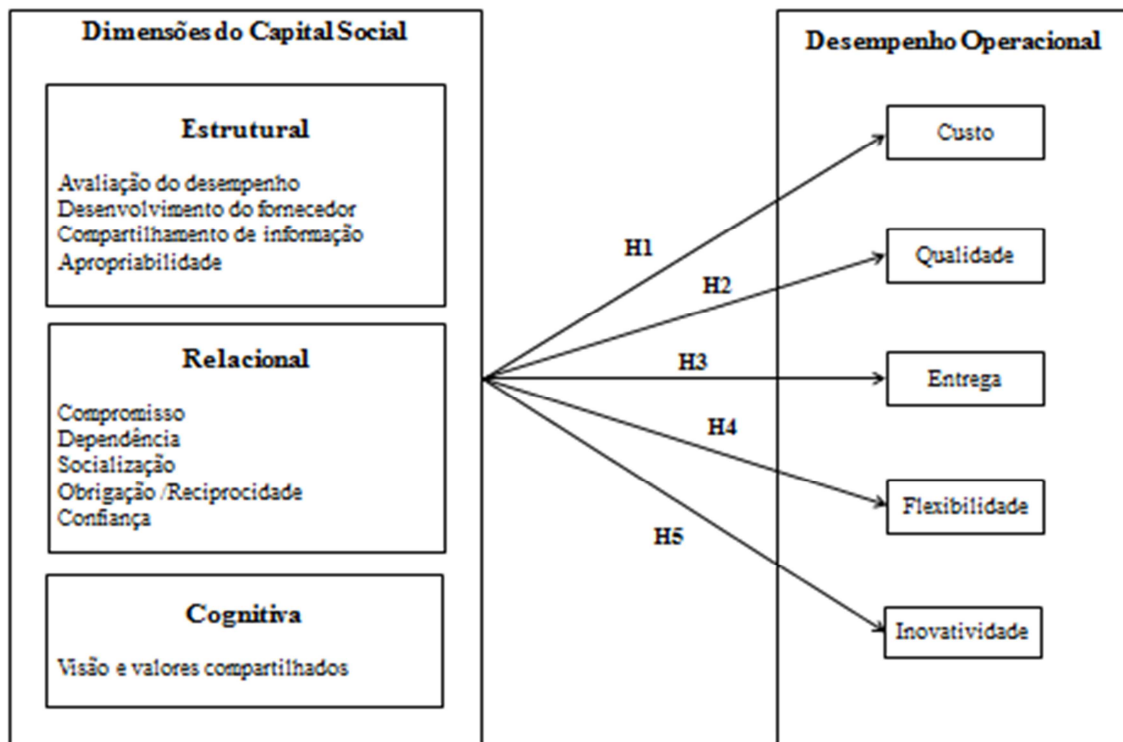 Dimensões do Capital Social
Estrutural
Avaliação do desempenho
Desenvolvimento do fornecedor
Compartilhamento de informação
Apropriabilidade
Relacional
Compromisso
Dependência
Socialização
Obrigação /Reciprocidade
Confiança
Cognitiva
Visão e valores compartilhados
H1
H2
H3
H4
H5
Desempenho Operacional
Custo
Qualidade
Entrega
Flexibilidade
Inovatividade